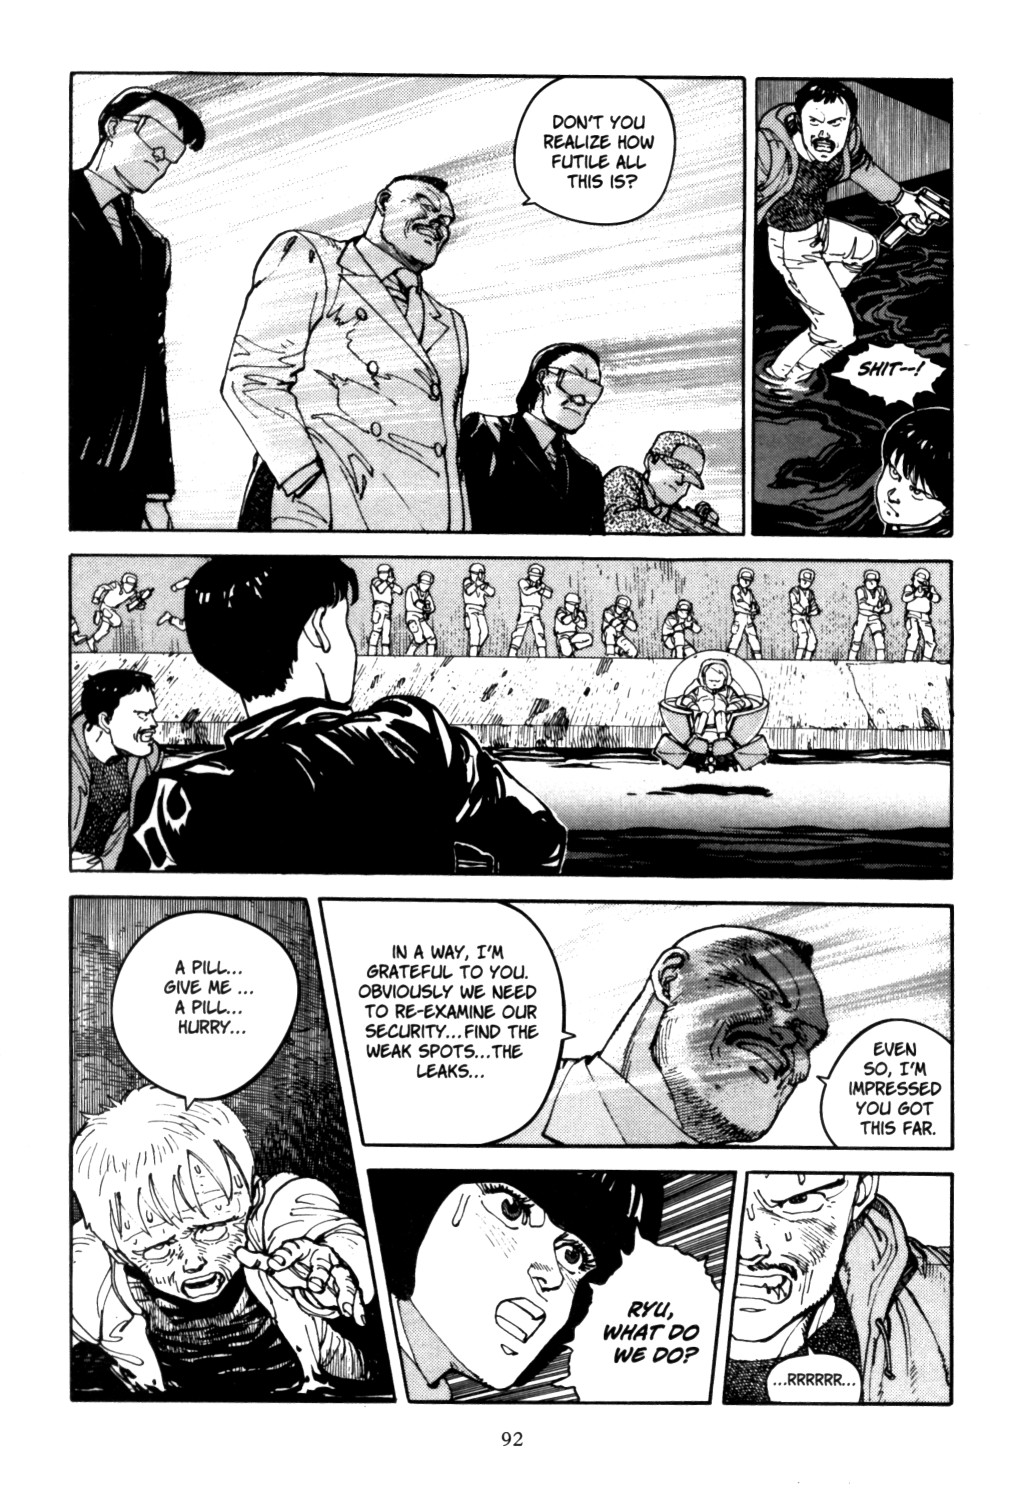 DON'T YOU
REALIZE HOW
FUTILE ALL
THIS IS?
SHIT--!
A PILL...
GIVE ME ...
A PILL...
HURRY...
IN A WAY, I'M
GRATEFUL TO YOU.
OBVIOUSLY WE NEED
TO RE-EXAMINE OUR
SECURITY...FIND THE
WEAK SPOTS...THE
LEAKS...
EVEN
SO, I'M
IMPRESSED
YOU GOT
THIS FAR.
RYU,
WHAT DO
WE DO?
...RRRRRR...
92